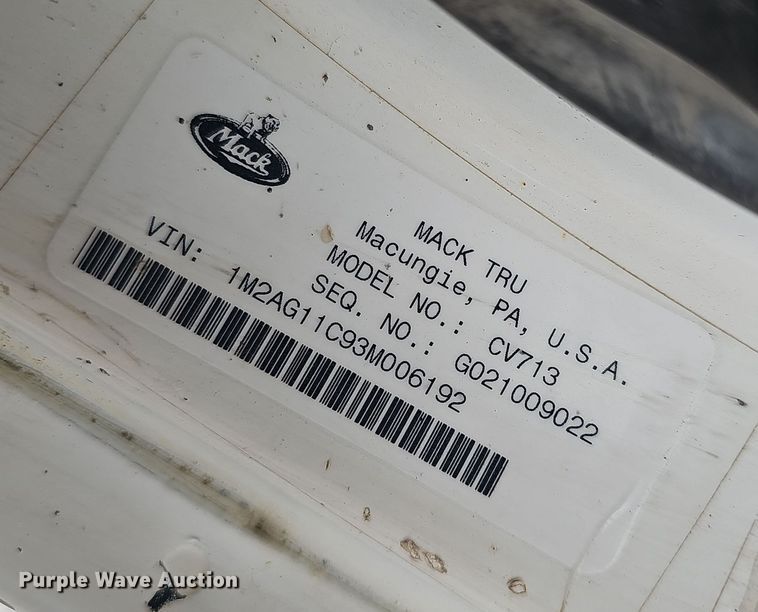 Mack
MACK TRU
Macungie, PA, U.S.A.
MODEL NO.: CV713
SEQ. NO.: G021009022
VIN: 1M2AG11C93M006192
Purple Wave Auction